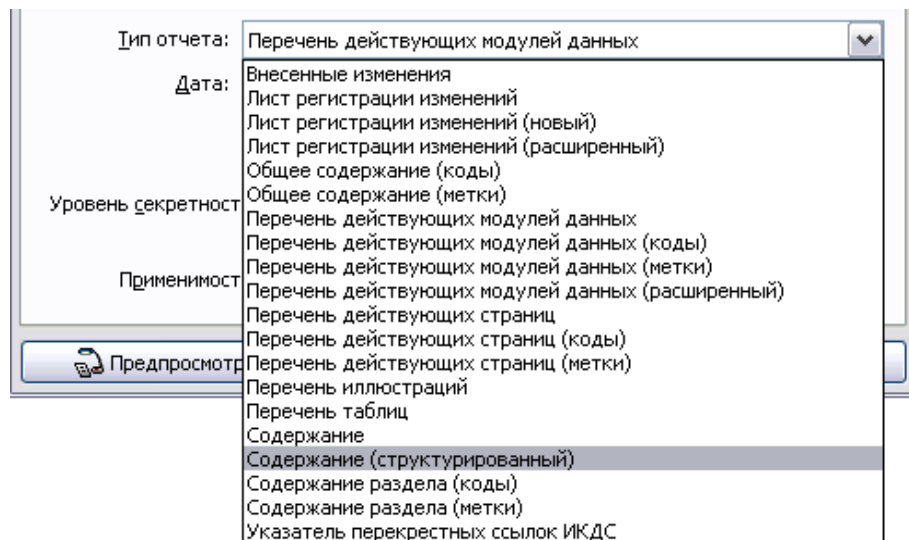 Тип отчета: Перечень действующих модулей данных
Дата:
Внесенные изменения
Лист регистрации изменений
Лист регистрации изменений (новый)
Лист регистрации изменений (расширенный)
Общее содержание (коды)
Общее содержание (метки)
Уровень секретност
Перечень действующих модулей данных
Перечень действующих модулей данных (коды)
Перечень действующих модулей данных (метки)
Применимост
Перечень действующих модулей данных (расширенный)
Перечень действующих страниц
Перечень действующих страниц (коды)
Предпросмотр
Перечень действующих страниц (метки)
Перечень иллюстраций
Перечень таблиц
Содержание
Содержание (структурированный)
Содержание раздела (коды)
Содержание раздела (метки)
Указатель перекрестных ссылок ИКДС